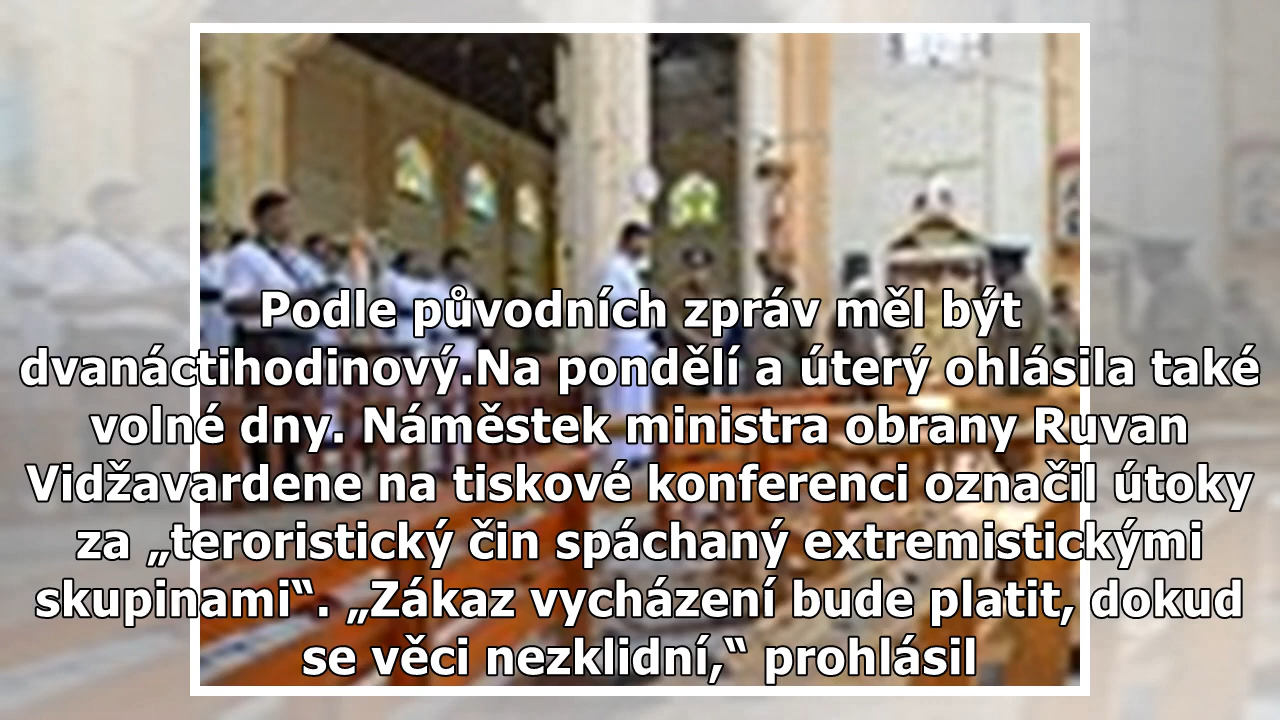 Podle původních zpráv měl být
dvanáctihodinový.Na pondělí a úterý ohlásila také
volné dny. Náměstek ministra obrany Ruvan
Vidžavardene na tiskové konferenci označil útoky
za „teroristický čin spáchaný extremistickými
skupinami“. „Zákaz vycházení bude platit, dokud
se věci nezklidní,“ prohlásil